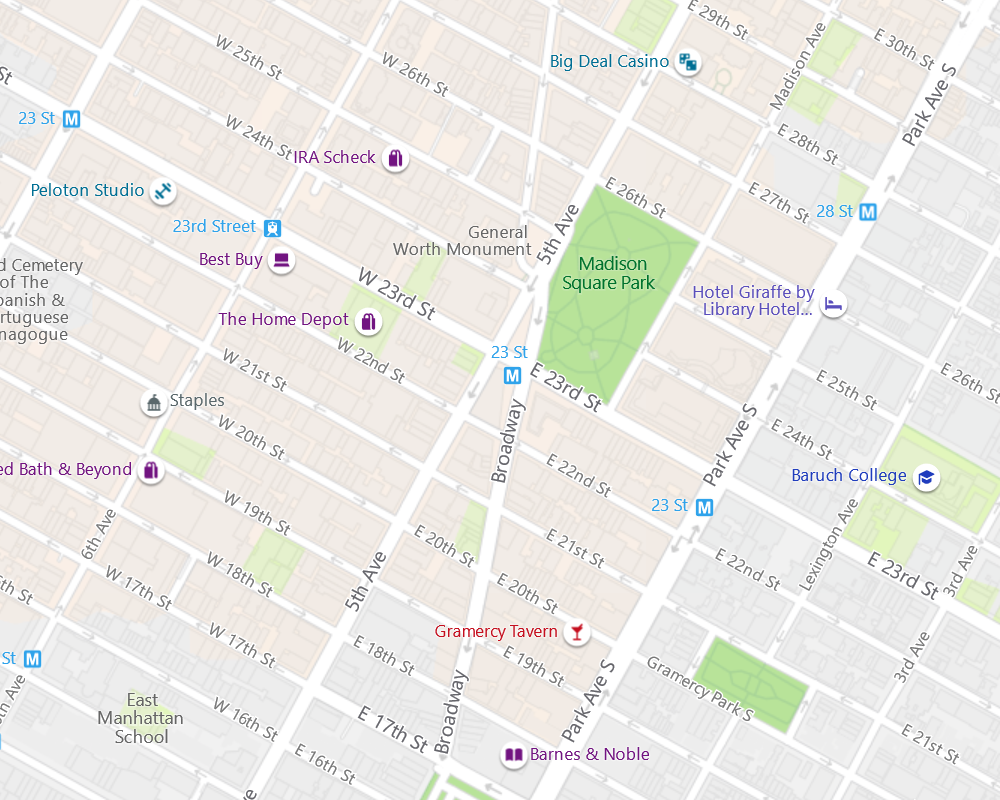 E 29th St
E 30th St
W 25th St
W 26th St
Big Deal Casino
Madison Ave
Park Ave S
23 St
W 24th St
IRA Scheck
E 28th St
Peloton Studio
E 26th St
E 27th St
28 St
23rd Street
General
Worth Monument
5th Ave
Best Buy
Madison
Square Park
d Cemetery
of The
panish &
rtuguese
nagogue
W 23rd St
Hotel Giraffe by
Library Hotel...
The Home Depot
W 22nd St
23 St
W 21st St
E 23rd St
E 25th St
E 26th St
Staples
W 20th St
Broadway
Park Ave S
E 24th St
ed Bath & Beyond
E 22nd St
Baruch College
23 St
W 19th St
6th Ave
E 20th St
E 21st St
Lexington Ave
W 18th St
E 22nd St
E 23rd St
3rd Ave
W 17th St
5th Ave
E 20th St
Gramercy Tavern
W 17th St
E 18th St
E 19th St
3rd Ave
St
Gramercy Park S
Park Ave S
East
Manhattan
School
W 16th St
E 17th St
Broadway
E 21st St
E 16th St
Barnes & Noble